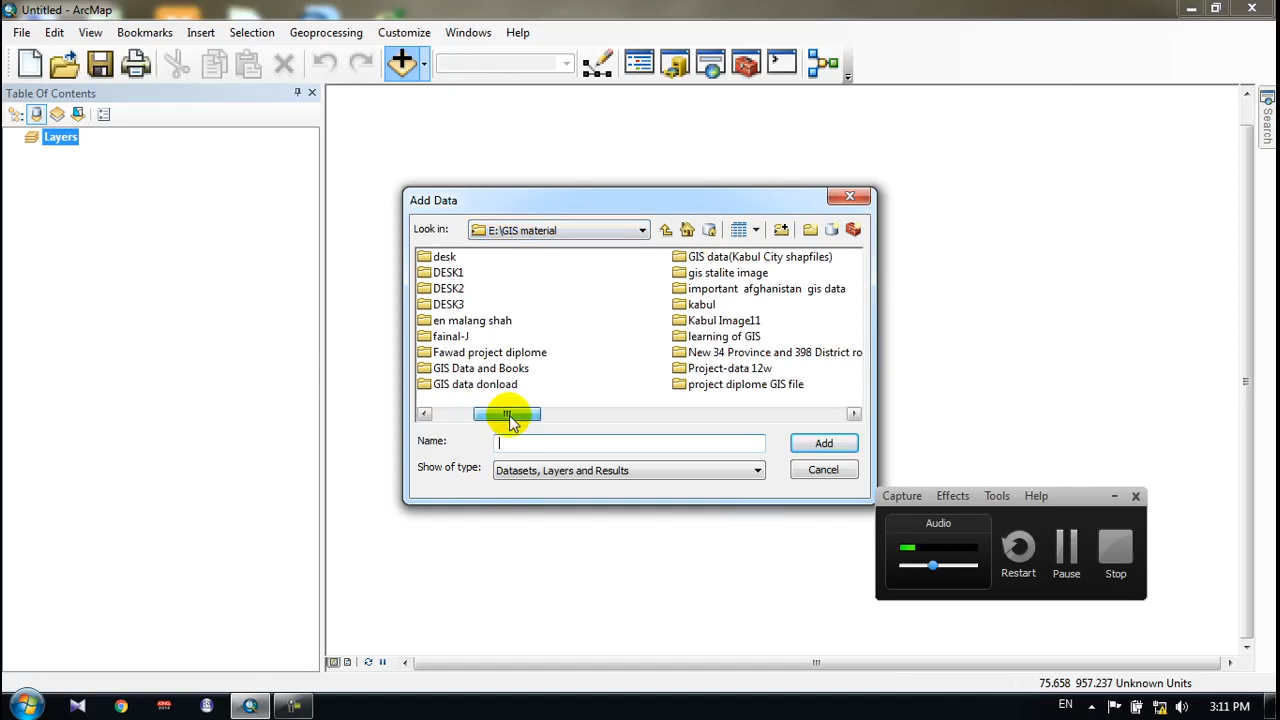 Untitled - ArcMap
File Edit View Bookmarks Insert Selection Geoprocessing Customize Windows Help
Table Of Contents
Layers
Search
Add Data
Look in: E:\GIS material
desk
DESK1
DESK2
DESK3
en malang shah
fainal-J
Fawad project diplome
GIS Data and Books
GIS data donload
GIS data(Kabul City shapfiles)
gis stalite image
important afghanistan gis data
kabul
Kabul Image11
learning of GIS
New 34 Province and 398 District ro
Project-data 12w
project diplome GIS file
Name:
Add
Show of type: Datasets, Layers and Results
Cancel
Capture Effects Tools Help
Audio
Restart Pause Stop
75.658 957.237 Unknown Units
EN 3:11 PM